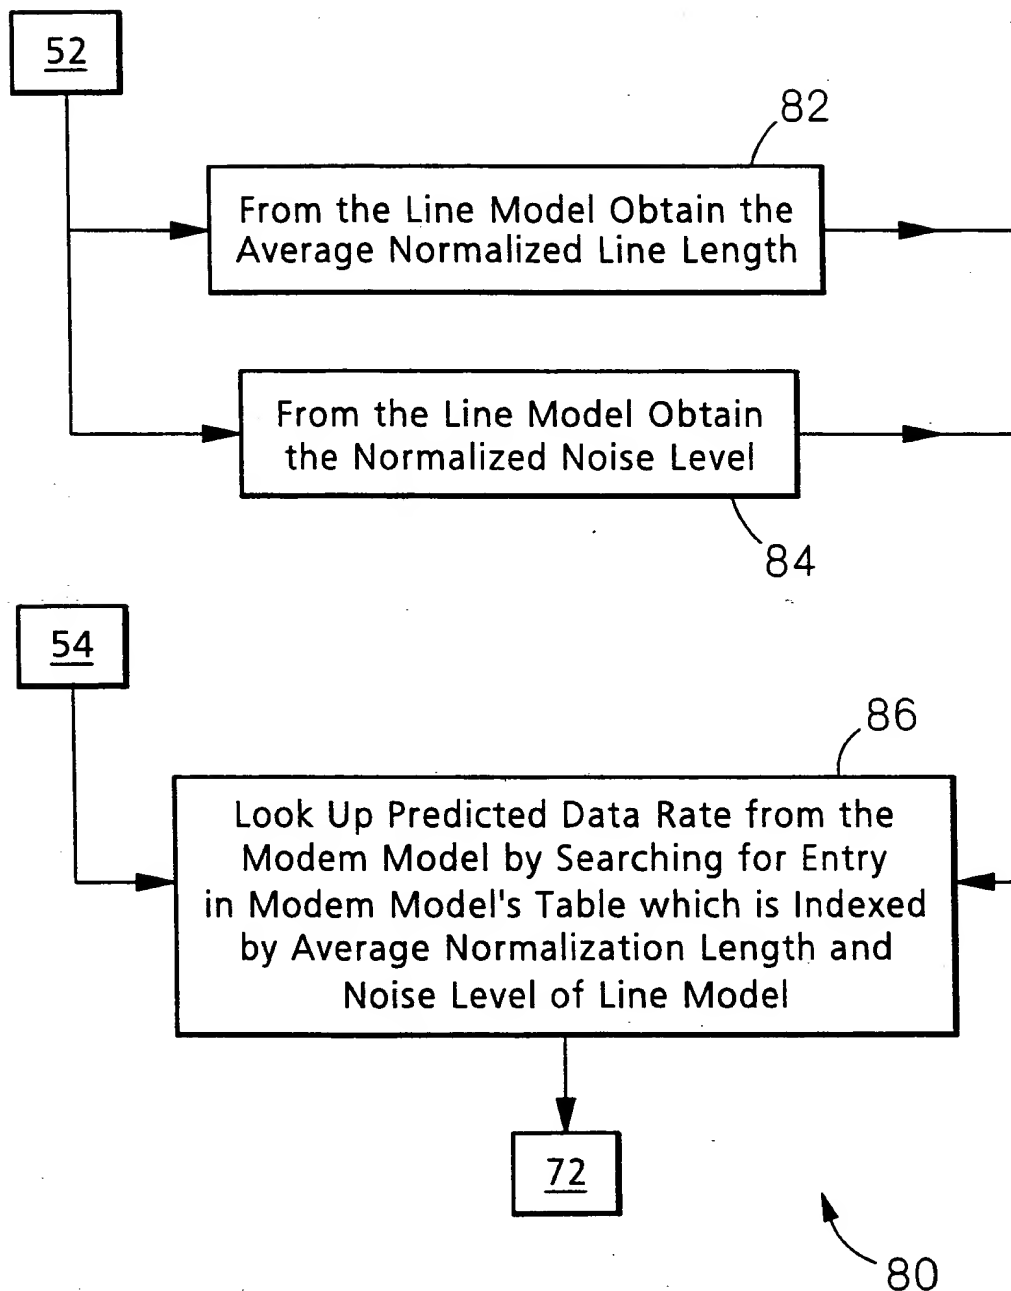 52
82
From the Line Model Obtain the
Average Normalized Line Length
From the Line Model Obtain
the Normalized Noise Level
84
54
86
Look Up Predicted Data Rate from the
Modem Model by Searching for Entry
in Modem Model's Table which is Indexed
by Average Normalization Length and
Noise Level of Line Model
72
80